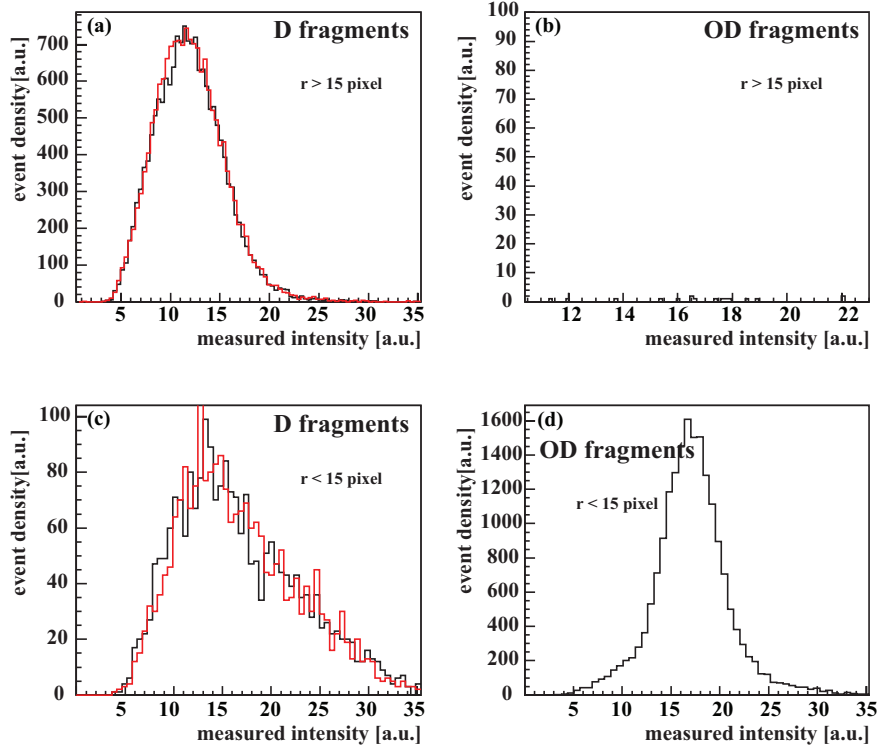 (a)
D fragments
r > 15 pixel
event density[a.u.]
700
600
500
400
300
200
100
0
5 10 15 20 25 30 35
measured intensity [a.u.]
(b)
OD fragments
r > 15 pixel
event density[a.u.]
100
90
80
70
60
50
40
30
20
10
0
12 14 16 18 20 22
measured intensity [a.u.]
(c)
D fragments
r < 15 pixel
event density[a.u.]
100
80
60
40
20
0
5 10 15 20 25 30 35
measured intensity [a.u.]
(d)
OD fragments
r < 15 pixel
event density[a.u.]
1600
1400
1200
1000
800
600
400
200
0
5 10 15 20 25 30 35
measured intensity [a.u.]